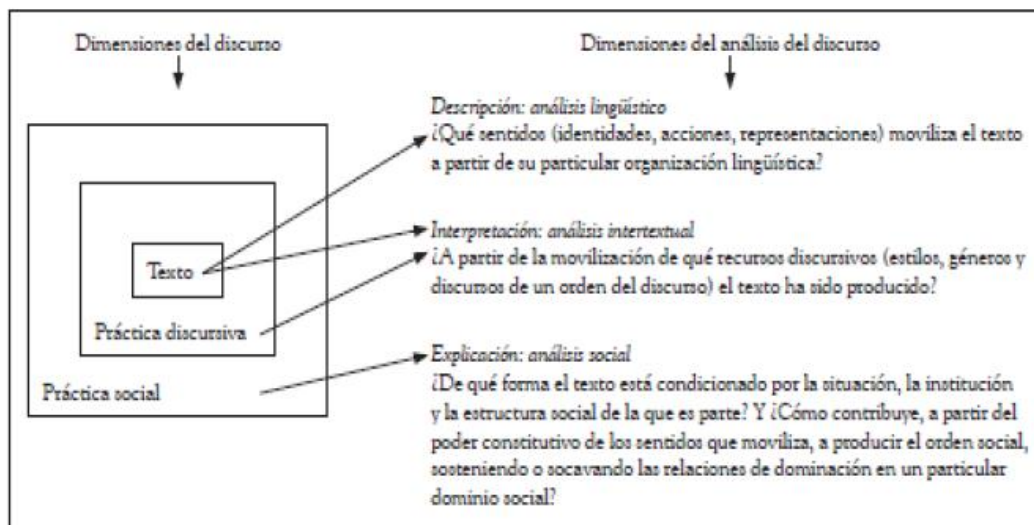 Dimensiones del discurso
Dimensiones del análisis del discurso
Descripción: análisis lingüístico
¿Qué sentidos (identidades, acciones, representaciones) moviliza el texto
a partir de su particular organización lingüística?
Interpretación: análisis intertextual
¿A partir de la movilización de qué recursos discursivos (estilos, géneros y
discursos de un orden del discurso) el texto ha sido producido?
Explicación: análisis social
¿De qué forma el texto está condicionado por la situación, la institución
y la estructura social de la que es parte? Y ¿Cómo contribuye, a partir del
poder constitutivo de los sentidos que moviliza, a producir el orden social,
sosteniendo o socavando las relaciones de dominación en un particular
dominio social?
Texto
Práctica discursiva
Práctica social